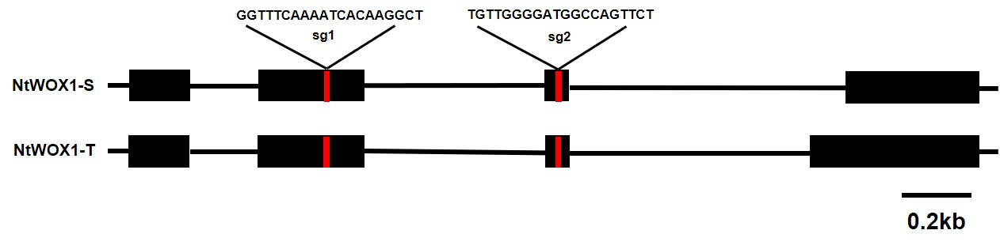 GGTTTCAAAATCACAAGGCT TGTTGGGGATGGCCAGTTCT
sg1 sg2
NtWOX1-S
NtWOX1-T
0.2kb